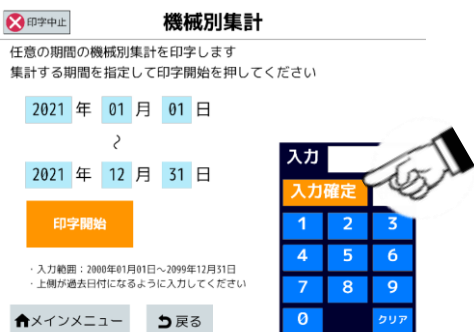 印字中止
機械別集計
任意の期間の機械別集計を印字します
集計する期間を指定して印字開始を押してください
2021 年 01 月 01 日
~
2021 年 12 月 31 日
印字開始
・入力範囲：2000年01月01日～2099年12月31日
・上側が過去日付になるように入力してください
メインメニュー
戻る
入力
入力確定
1 2 3
4 5 6
7 8 9
0 クリア